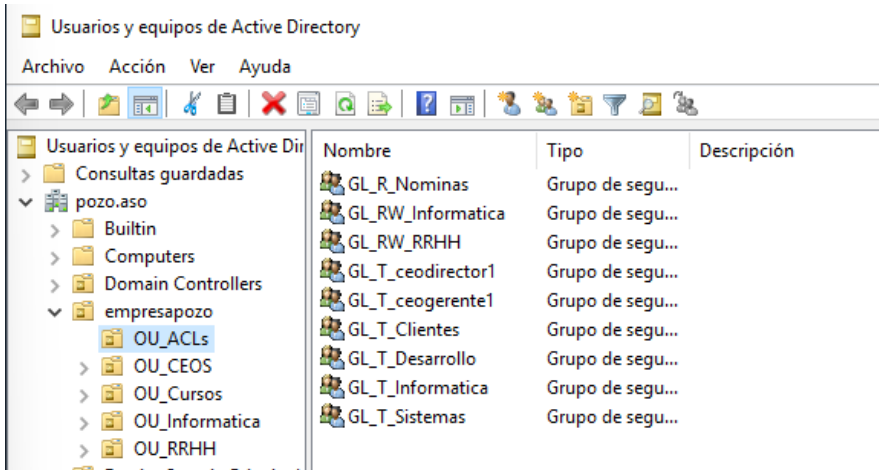 Usuarios y equipos de Active Directory
Archivo Acción Ver Ayuda
Usuarios y equipos de Active Dir
Consultas guardadas
pozo.aso
Builtin
Computers
Domain Controllers
empresapozo
OU_ACLs
OU_CEOS
OU_Cursos
OU_Informatica
OU_RRHH
Nombre Tipo Descripción
GL_R_Nominas Grupo de segu...
GL_RW_Informatica Grupo de segu...
GL_RW_RRHH Grupo de segu...
GL_T_ceodirector1 Grupo de segu...
GL_T_ceogerente1 Grupo de segu...
GL_T_Clientes Grupo de segu...
GL_T_Desarrollo Grupo de segu...
GL_T_Informatica Grupo de segu...
GL_T_Sistemas Grupo de segu...